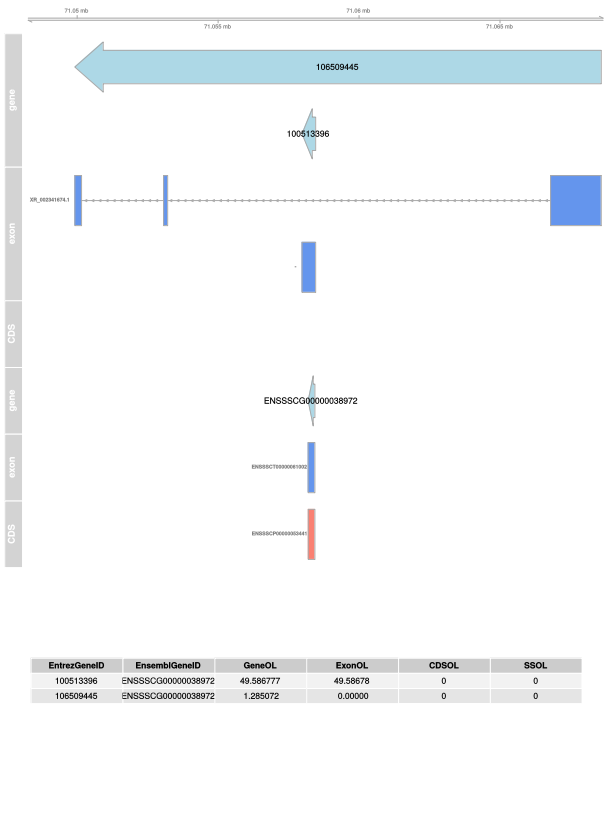 71.05 mb
71.06 mb
71.055 mb
71.065 mb
gene
106509445
100513396
exon
XR_002341674.1
CDS
gene
ENSSSCG00000038972
exon
ENSSSCT00000061002
CDS
ENSSSCP00000053441
EntrezGeneID EnsemblGeneID GeneOL ExonOL CDSOL SSOL
100513396 ENSSSCG00000038972 49.586777 49.58678 0 0
106509445 ENSSSCG00000038972 1.285072 0.00000 0 0